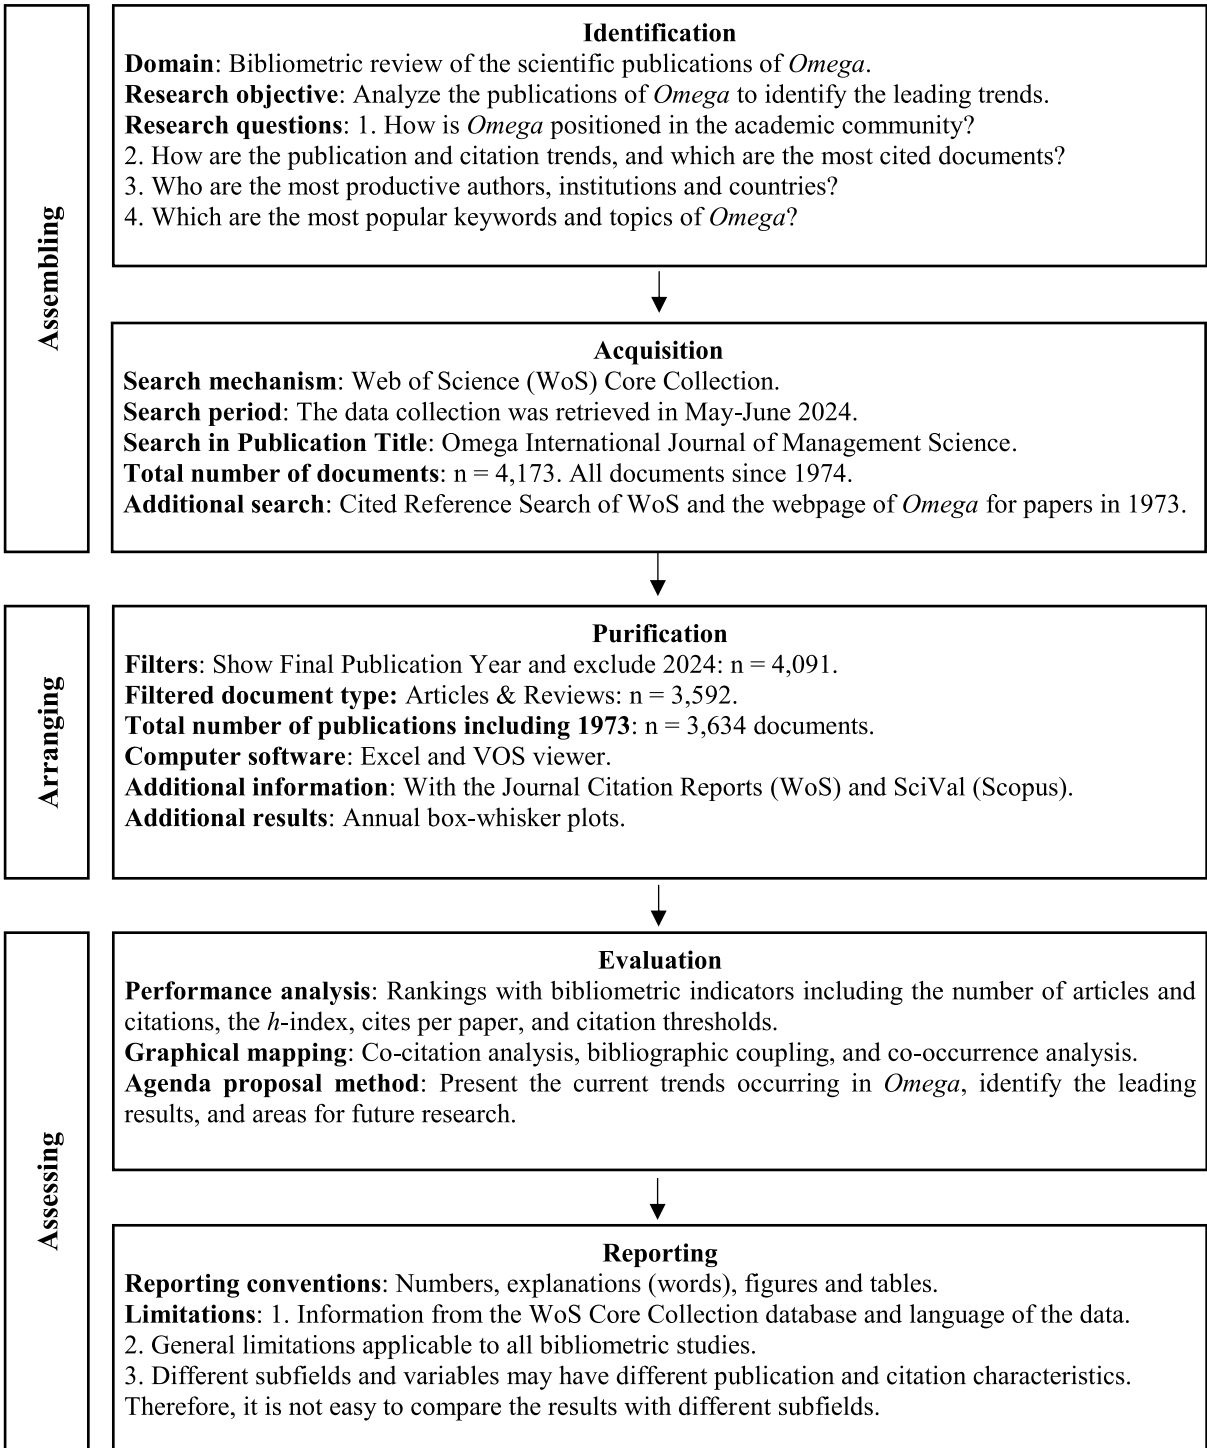 Assembling
Identification
Domain: Bibliometric review of the scientific publications of Omega.
Research objective: Analyze the publications of Omega to identify the leading trends.
Research questions: 1. How is Omega positioned in the academic community?
2. How are the publication and citation trends, and which are the most cited documents?
3. Who are the most productive authors, institutions and countries?
4. Which are the most popular keywords and topics of Omega?
Acquisition
Search mechanism: Web of Science (WoS) Core Collection.
Search period: The data collection was retrieved in May-June 2024.
Search in Publication Title: Omega International Journal of Management Science.
Total number of documents: n = 4,173. All documents since 1974.
Additional search: Cited Reference Search of WoS and the webpage of Omega for papers in 1973.
Arranging
Purification
Filters: Show Final Publication Year and exclude 2024: n = 4,091.
Filtered document type: Articles & Reviews: n = 3,592.
Total number of publications including 1973: n = 3,634 documents.
Computer software: Excel and VOS viewer.
Additional information: With the Journal Citation Reports (WoS) and SciVal (Scopus).
Additional results: Annual box-whisker plots.
Assessing
Evaluation
Performance analysis: Rankings with bibliometric indicators including the number of articles and
citations, the h-index, cites per paper, and citation thresholds.
Graphical mapping: Co-citation analysis, bibliographic coupling, and co-occurrence analysis.
Agenda proposal method: Present the current trends occurring in Omega, identify the leading
results, and areas for future research.
Reporting
Reporting conventions: Numbers, explanations (words), figures and tables.
Limitations: 1. Information from the WoS Core Collection database and language of the data.
2. General limitations applicable to all bibliometric studies.
3. Different subfields and variables may have different publication and citation characteristics.
Therefore, it is not easy to compare the results with different subfields.